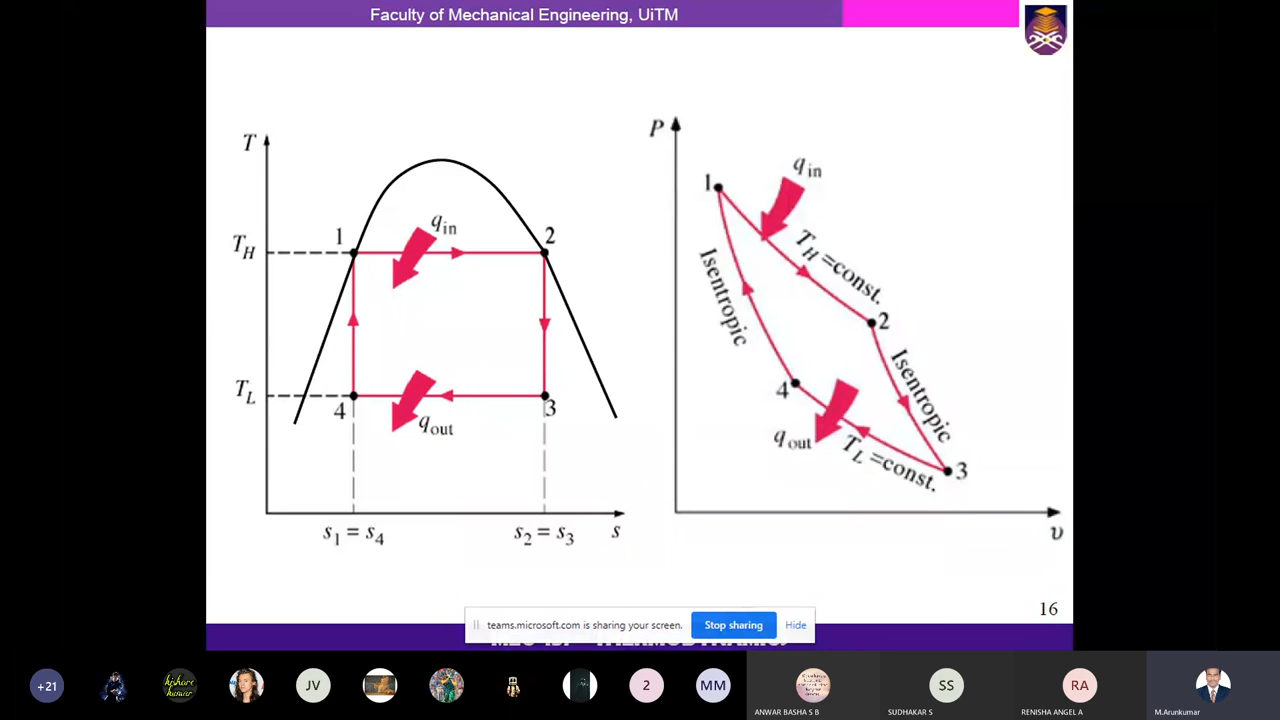 Faculty of Mechanical Engineering, UiTM
T
T_H
T_L
1
2
3
4
q_in
q_out
s_1 = s_4
s_2 = s_3
s
P
1
q_in
T_H = const.
2
Isentropic
Isentropic
4
q_out
T_L = const.
3
υ
16
teams.microsoft.com is sharing your screen.
Stop sharing
Hide
+21
kishore
kumar
JV
2
MM
SS
RA
ANWAR BASHA S B
SUDHAKAR S
RENISHA ANGEL A
M.Arunkumar